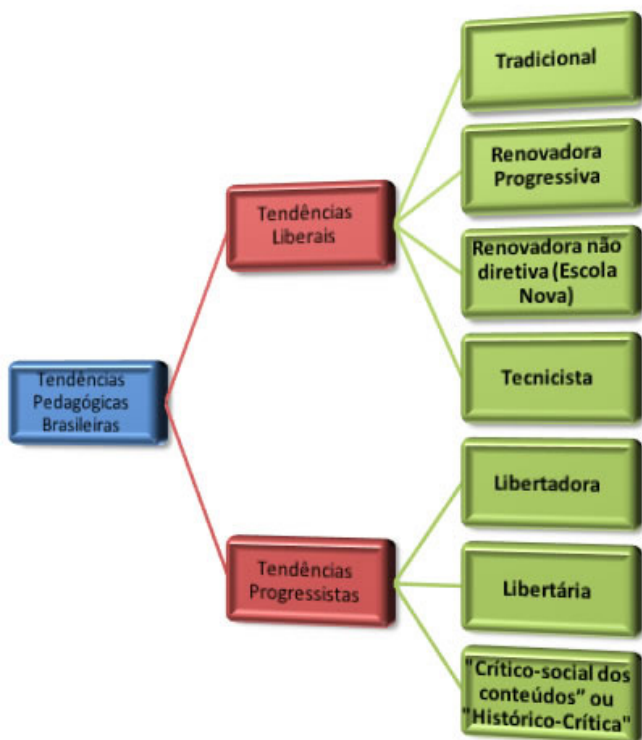 Tendências
Pedagógicas
Brasileiras
Tendências
Liberais
Tradicional
Renovadora
Progressiva
Renovadora não
diretiva (Escola
Nova)
Tecnicista
Tendências
Progressistas
Libertadora
Libertária
"Crítico-social dos
conteúdos” ou
"Histórico-Crítica"